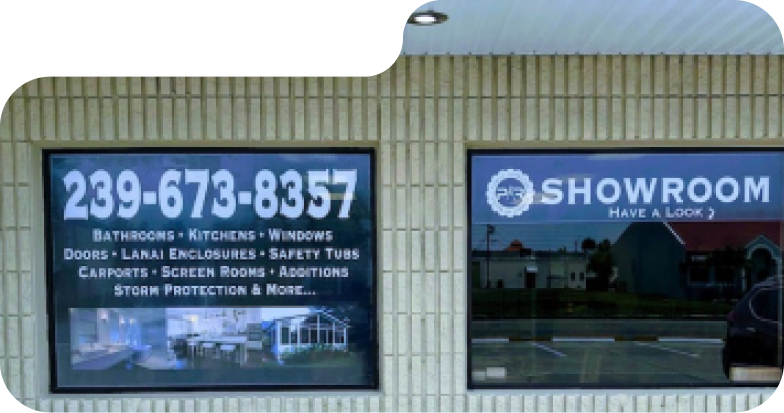 239-673-8357
BATHROOMS • KITCHENS • WINDOWS
DOORS • LANAI ENCLOSURES • SAFETY TUBS
CARPORTS • SCREEN ROOMS • ADDITIONS
STORM PROTECTION & MORE...
SHOWROOM
HAVE A LOOK